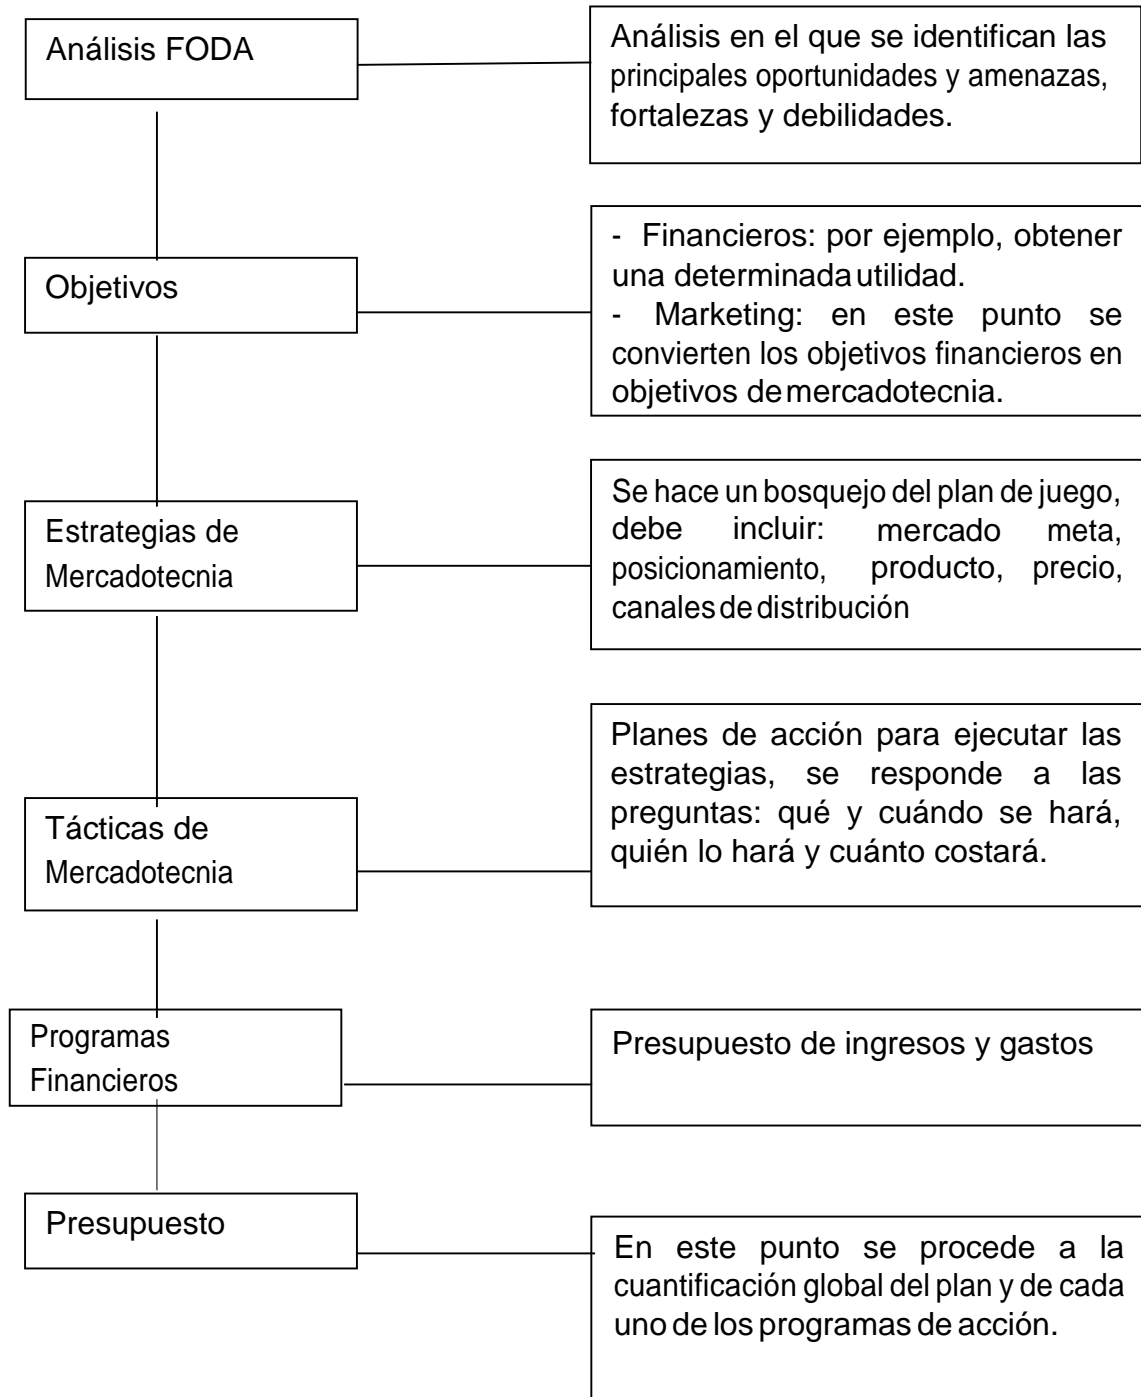 Análisis FODA
Análisis en el que se identifican las
principales oportunidades y amenazas,
fortalezas y debilidades.
Objetivos
- Financieros: por ejemplo, obtener
una determinada utilidad.
- Marketing: en este punto se
convierten los objetivos financieros en
objetivos de mercadotecnia.
Estrategias de
Mercadotecnia
Se hace un bosquejo del plan de juego,
debe incluir: mercado meta,
posicionamiento, producto, precio,
canales de distribución
Tácticas de
Mercadotecnia
Planes de acción para ejecutar las
estrategias, se responde a las
preguntas: qué y cuándo se hará,
quién lo hará y cuánto costará.
Programas
Financieros
Presupuesto de ingresos y gastos
Presupuesto
En este punto se procede a la
cuantificación global del plan y de cada
uno de los programas de acción.